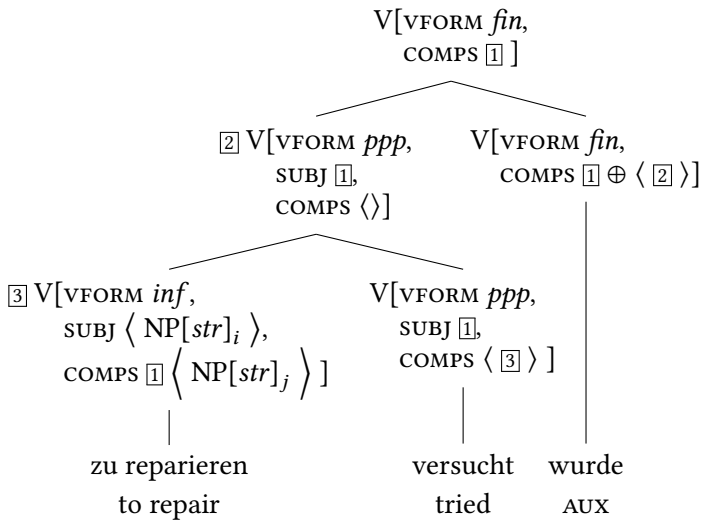 V[VFORM fin,
COMPS 1 ]
2 V[VFORM ppp,
SUBJ 1,
COMPS ⟨⟩]
V[VFORM fin,
COMPS 1 ⊕ ⟨ 2 ⟩]
3 V[VFORM inf,
SUBJ ⟨ NP[str]i ⟩,
COMPS 1 ⟨ NP[str]j ⟩ ]
V[VFORM ppp,
SUBJ 1,
COMPS ⟨ 3 ⟩ ]
zu reparieren versucht wurde
to repair tried AUX